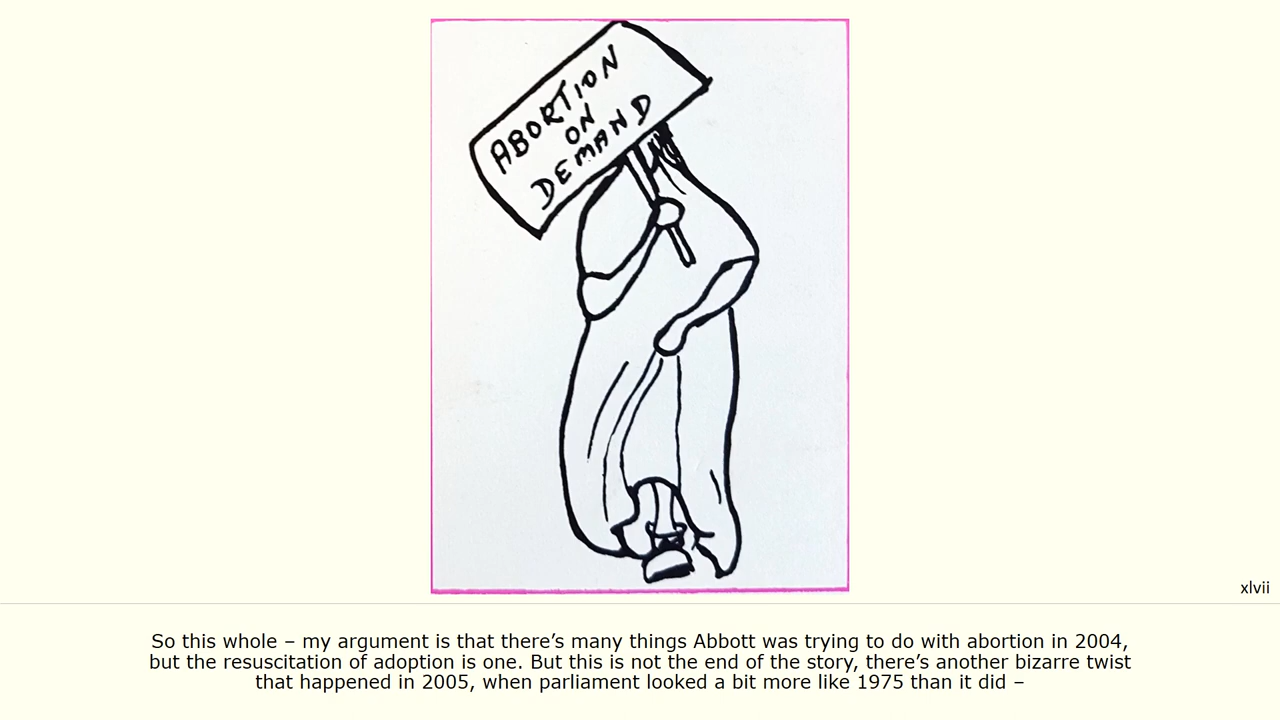 ABORTION
ON
DEMAND
xlvii
So this whole – my argument is that there’s many things Abbott was trying to do with abortion in 2004,
but the resuscitation of adoption is one. But this is not the end of the story, there’s another bizarre twist
that happened in 2005, when parliament looked a bit more like 1975 than it did –